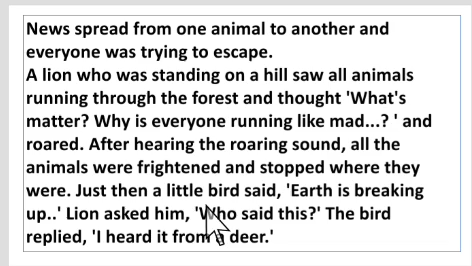 News spread from one animal to another and
everyone was trying to escape.
A lion who was standing on a hill saw all animals
running through the forest and thought 'What's
matter? Why is everyone running like mad...? ' and
roared. After hearing the roaring sound, all the
animals were frightened and stopped where they
were. Just then a little bird said, 'Earth is breaking
up..' Lion asked him, 'Who said this?' The bird
replied, 'I heard it from a deer.'